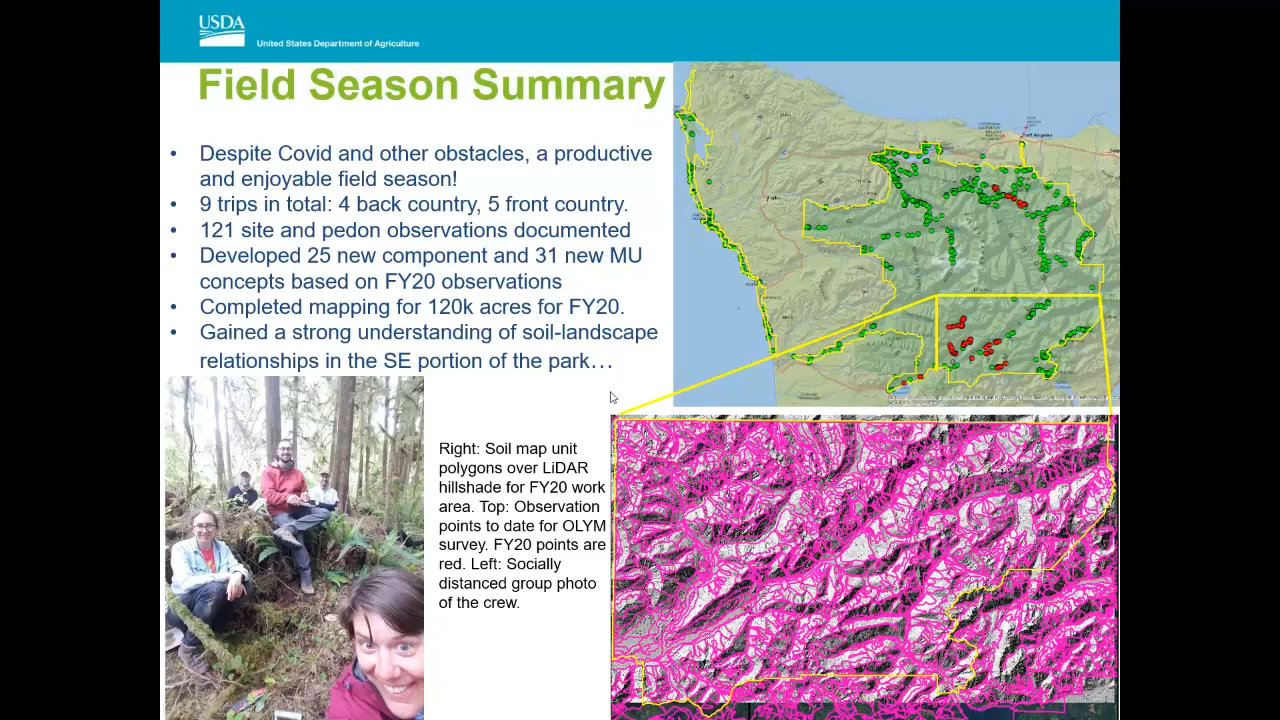 USDA
United States Department of Agriculture
Field Season Summary
• Despite Covid and other obstacles, a productive
and enjoyable field season!
• 9 trips in total: 4 back country, 5 front country.
• 121 site and pedon observations documented
• Developed 25 new component and 31 new MU
concepts based on FY20 observations
• Completed mapping for 120k acres for FY20.
• Gained a strong understanding of soil-landscape
relationships in the SE portion of the park…
Port Angeles
Right: Soil map unit
polygons over LiDAR
hillshade for FY20 work
area. Top: Observation
points to date for OLYM
survey. FY20 points are
red. Left: Socially
distanced group photo
of the crew.